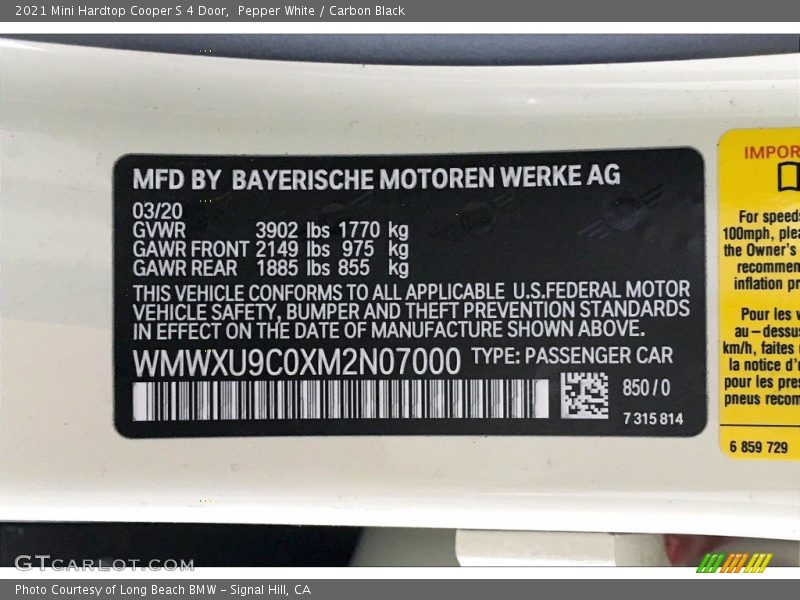 2021 Mini Hardtop Cooper S 4 Door,  Pepper White / Carbon Black
MFD BY BAYERISCHE MOTOREN WERKE AG
03/20
GVWR 3902 lbs 1770 kg
GAWR FRONT 2149 lbs 975 kg
GAWR REAR 1885 lbs 855 kg
THIS VEHICLE CONFORMS TO ALL APPLICABLE U.S.FEDERAL MOTOR
VEHICLE SAFETY, BUMPER AND THEFT PREVENTION STANDARDS
IN EFFECT ON THE DATE OF MANUFACTURE SHOWN ABOVE.
WMWXU9C0XM2N07000 TYPE: PASSENGER CAR
850/0
7 315 814
IMPOR
For speeds
100mph, plea
the Owner's
recommen
inflation pr
Pour les v
au-dessus
km/h, faites
la notice d'u
pour les pres
pneus recom
6 859 729
GTCARLOT.COM
Photo Courtesy of Long Beach BMW - Signal Hill, CA